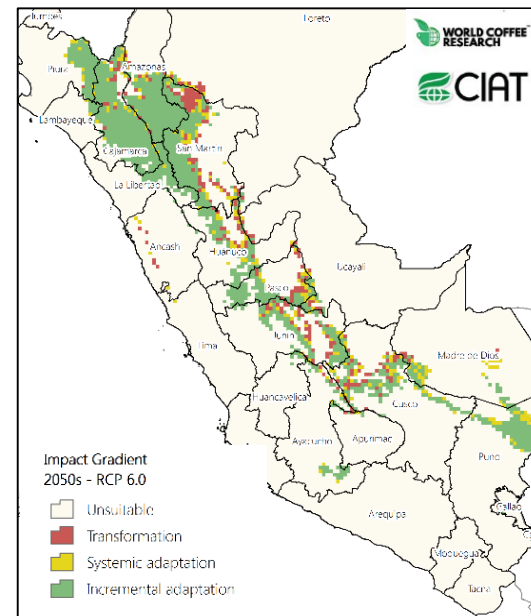 Tumbes
Loreto
WORLD COFFEE
RESEARCH
Piura
Amazonas
CIAT
Lambayeque
Cajamarca
San Martin
La Libertad
Ancash
Huanuco
Ucayali
Pasco
Lima
Junin
Madre de Dios
Huancavelica
Cusco
Ayacucho
Apurimac
Puno
Impact Gradient
2050s - RCP 6.0
Callao
Unsuitable
Arequipa
Transformation
Moquegua
Systemic adaptation
Incremental adaptation
Tacna